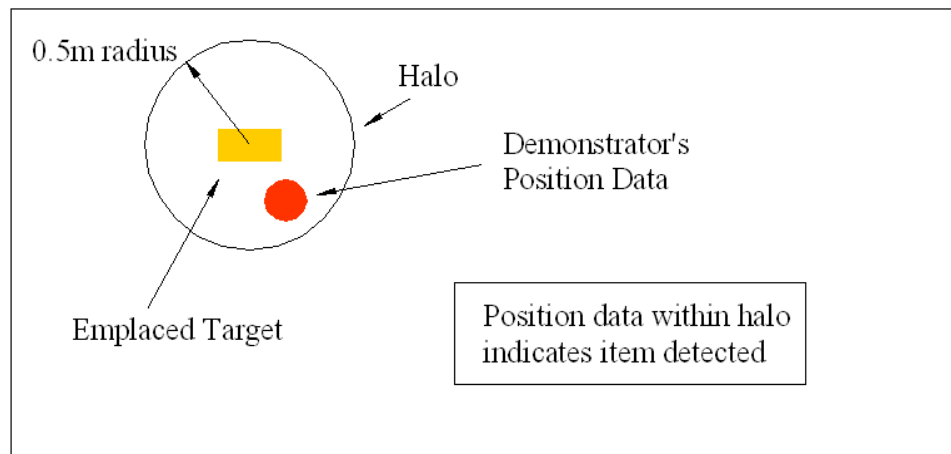 0.5m radius
Halo
Demonstrator's
Position Data
Emplaced Target
Position data within halo
indicates item detected